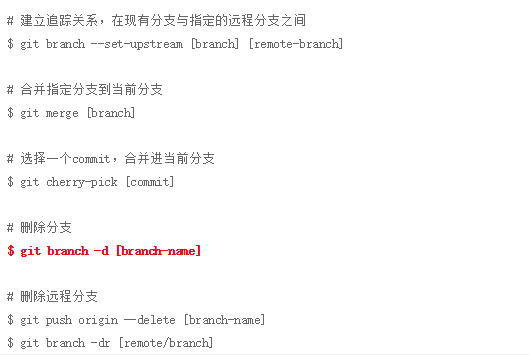 # 建立追踪关系，在现有分支与指定的远程分支之间
$ git branch --set-upstream [branch] [remote-branch]
# 合并指定分支到当前分支
$ git merge [branch]
# 选择一个commit，合并进当前分支
$ git cherry-pick [commit]
# 删除分支
$ git branch -d [branch-name]
# 删除远程分支
$ git push origin --delete [branch-name]
$ git branch -dr [remote/branch]